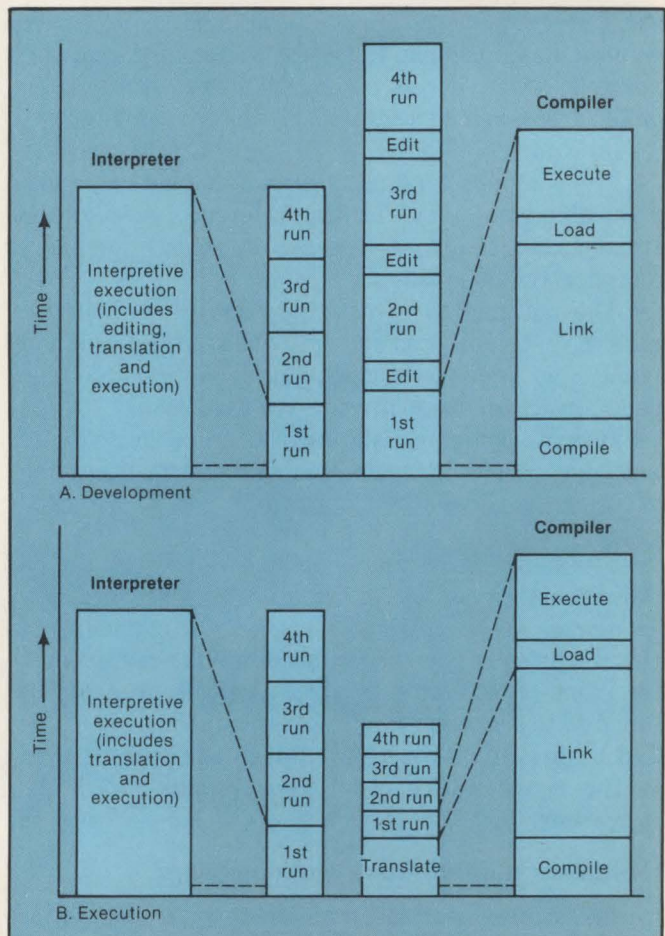 Interpreter
Time
Interpretive
execution
(includes
editing,
translation
and
execution)
4th
run
3rd
run
2nd
run
1st
run
4th
run
Edit
3rd
run
Edit
2nd
run
Edit
1st
run
Compiler
Execute
Load
Link
Compile
A. Development
Interpreter
Time
Interpretive
execution
(includes
translation
and
execution)
4th
run
3rd
run
2nd
run
1st
run
4th run
3rd run
2nd run
1st run
Translate
Compiler
Execute
Load
Link
Compile
B. Execution